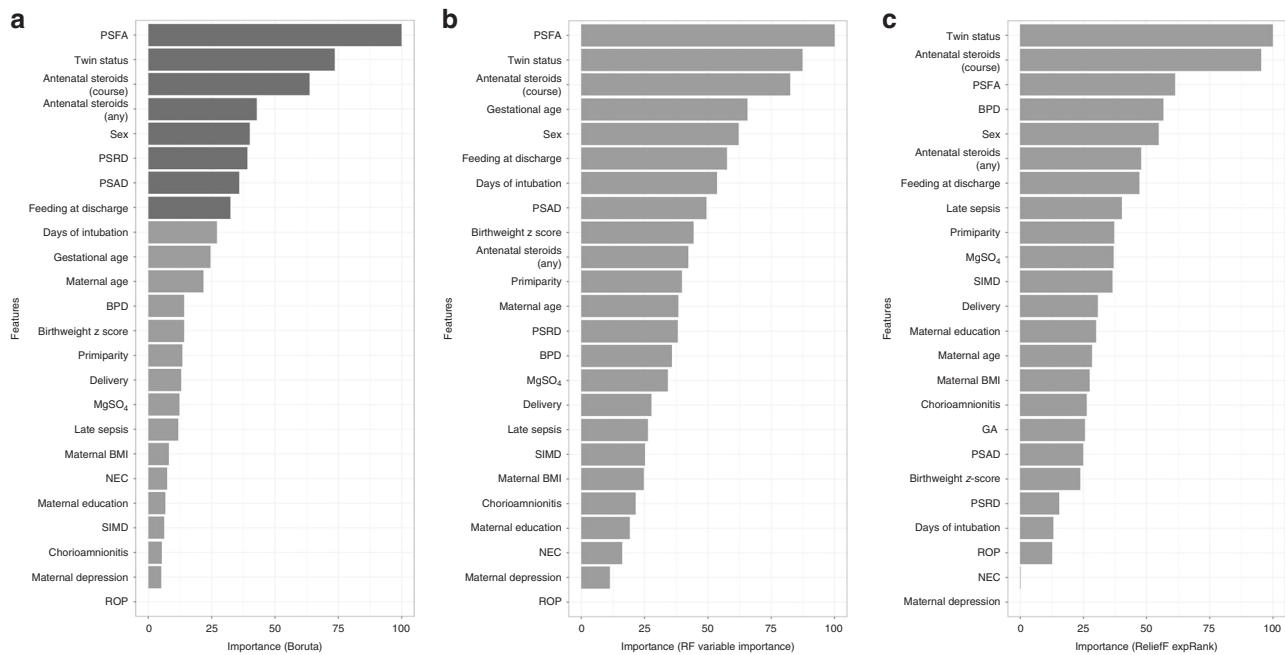 a
Features
PSFA
Twin status
Antenatal steroids
(course)
Antenatal steroids
(any)
Sex
PSRD
PSAD
Feeding at discharge
Days of intubation
Gestational age
Maternal age
BPD
Birthweight z score
Primiparity
Delivery
MgSO₄
Late sepsis
Maternal BMI
NEC
Maternal education
SIMD
Chorioamnionitis
Maternal depression
ROP
0 25 50 75 100
Importance (Boruta)
b
Features
PSFA
Twin status
Antenatal steroids
(course)
Gestational age
Sex
Feeding at discharge
Days of intubation
PSAD
Birthweight z score
Antenatal steroids
(any)
Primiparity
Maternal age
PSRD
BPD
MgSO₄
Delivery
Late sepsis
SIMD
Maternal BMI
Chorioamnionitis
Maternal education
NEC
Maternal depression
ROP
0 25 50 75 100
Importance (RF variable importance)
c
Features
Twin status
Antenatal steroids
(course)
PSFA
BPD
Sex
Antenatal steroids
(any)
Feeding at discharge
Late sepsis
Primiparity
MgSO₄
SIMD
Delivery
Maternal education
Maternal age
Maternal BMI
Chorioamnionitis
GA
PSAD
Birthweight z-score
PSRD
Days of intubation
ROP
NEC
Maternal depression
0 25 50 75 100
Importance (ReliefF expRank)